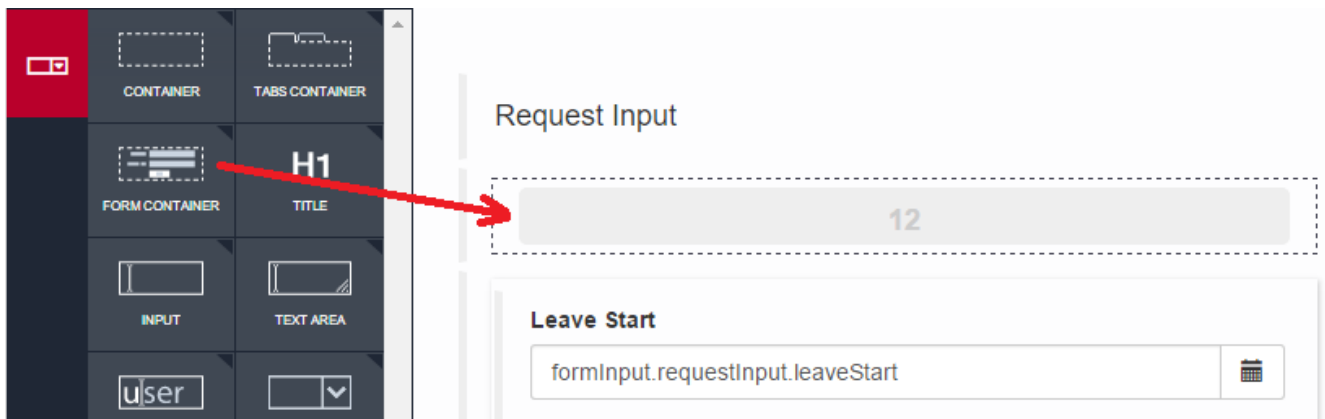 CONTAINER
TABS CONTAINER
FORM CONTAINER
H1
TITLE
INPUT
TEXT AREA
user
Request Input
12
Leave Start
formInput.requestInput.leaveStart